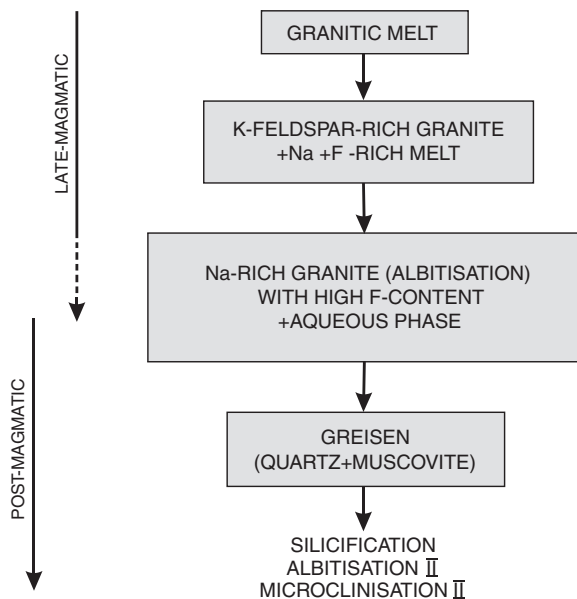 GRANITIC MELT
K-FELDSPAR-RICH GRANITE
+Na +F -RICH MELT
Na-RICH GRANITE (ALBITISATION)
WITH HIGH F-CONTENT
+AQUEOUS PHASE
GREISEN
(QUARTZ+MUSCOVITE)
SILICIFICATION
ALBITISATION II
MICROCLINISATION II
LATE-MAGMATIC
POST-MAGMATIC